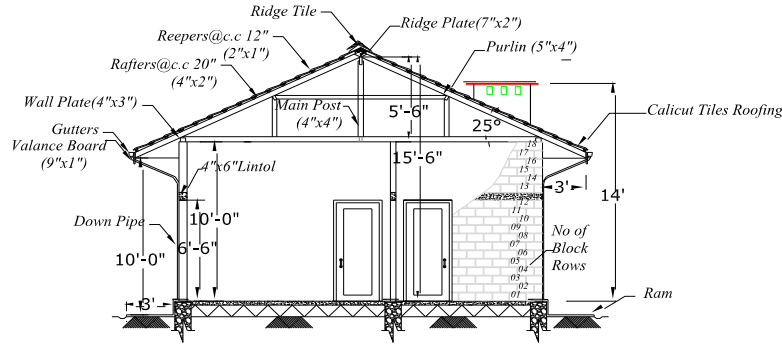 Ridge Tile
Ridge Plate(7"x2")
Reepers@c.c 12"
(2"x1")
Purlin (5"x4")
Rafters@c.c 20"
(4"x2")
Wall Plate(4"x3")
Main Post
(4"x4")
5'-6"
Calicut Tiles Roofing
Gutters
Valance Board
(9"x1")
25°
15'-6"
4"x6"Lintol
3'
14'
Down Pipe
10'-0"
6'-6"
10'-0"
No of
Block
Rows
3'
Ram
18
17
16
15
14
13
12
11
10
09
08
07
06
05
04
03
02
01